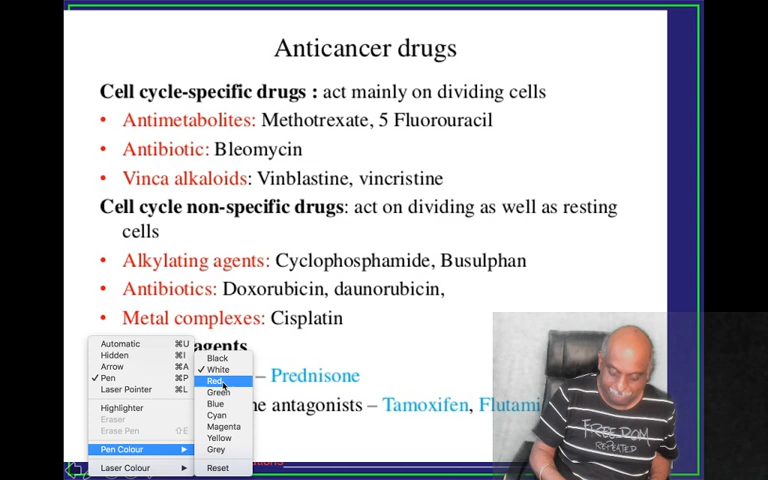 Anticancer drugs
Cell cycle-specific drugs : act mainly on dividing cells
• Antimetabolites: Methotrexate, 5 Fluorouracil
• Antibiotic: Bleomycin
• Vinca alkaloids: Vinblastine, vincristine
Cell cycle non-specific drugs: act on dividing as well as resting
cells
• Alkylating agents: Cyclophosphamide, Busulphan
• Antibiotics: Doxorubicin, daunorubicin,
• Metal complexes: Cisplatin
agents
– Prednisone
antagonists – Tamoxifen, Flutami
Automatic ⌘U
Hidden ⌘I
Arrow ⌘A
✓ Pen ⌘P
Laser Pointer ⌘L
Highlighter
Eraser
Erase Pen ⇧E
Pen Colour ▶
Laser Colour ▶
Black
✓ White
Red
Green
Blue
Cyan
Magenta
Yellow
Grey
Reset
FREEDOM
REPEATED